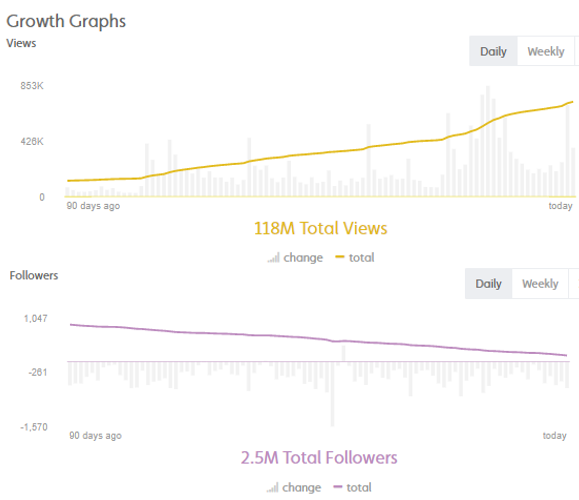 Growth Graphs
Views
Daily Weekly
853K
426K
0
90 days ago today
118M Total Views
change total
Followers
Daily Weekly
1,047
-261
-1,570
90 days ago today
2.5M Total Followers
change total